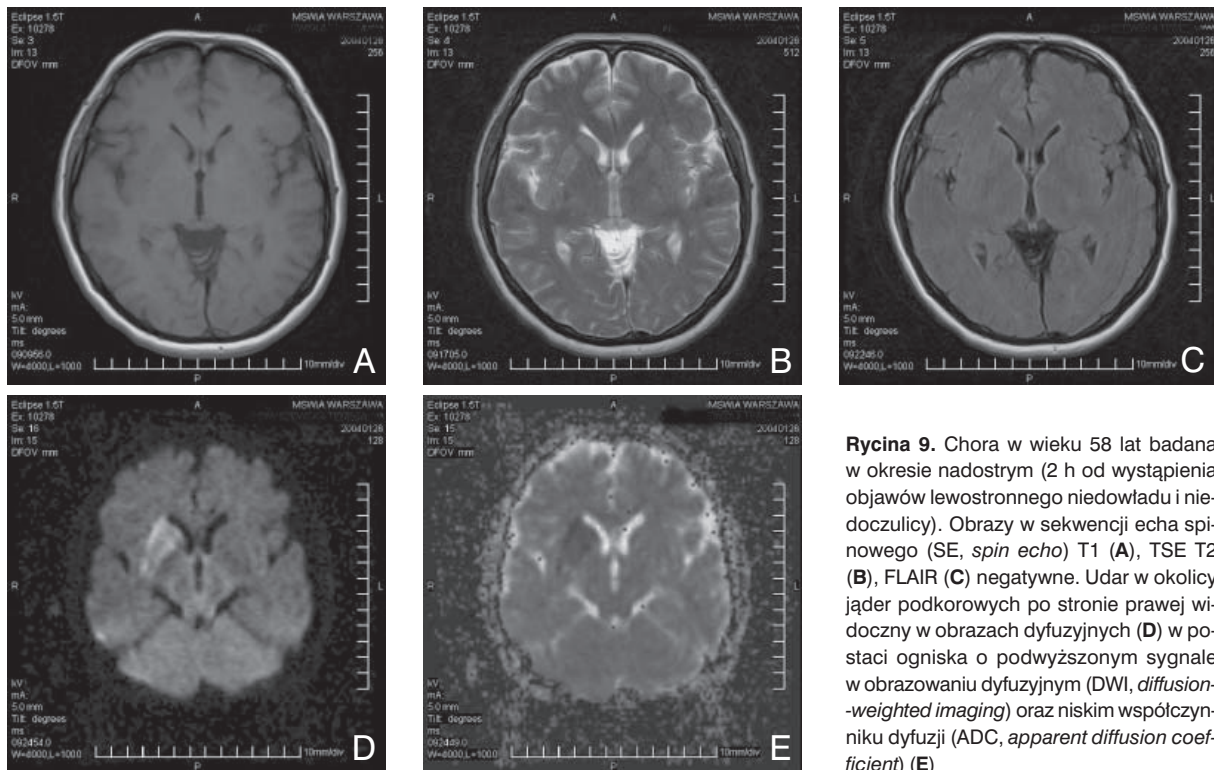 Eclipse 1.5T
Ex: 10278
Se: 3
Im: 13
DFOV mm
A
MSWIA WARSZAWA
20040126
256
R
L
kV
mA:
5.0 mm
Tilt: degrees
ms
090956.0
W=4000,L=1000
10mm/div
P
A
Eclipse 1.5T
Ex: 10278
Se: 4
Im: 13
DFOV mm
A
MSWIA WARSZAWA
20040126
512
R
L
kV
mA:
5.0 mm
Tilt: degrees
ms
091705.0
W=4000,L=1000
10mm/div
P
B
Eclipse 1.5T
Ex: 10278
Se: 5
Im: 13
DFOV mm
A
MSWIA WARSZAWA
20040126
256
R
L
kV
mA:
5.0 mm
Tilt: degrees
ms
092246.0
W=4000,L=1000
10mm/div
P
C
Eclipse 1.5T
Ex: 10278
Se: 16
Im: 15
DFOV mm
A
MSWIA WARSZAWA
20040126
128
R
L
kV
mA:
5.0 mm
Tilt: degrees
ms
092454.0
W=4000,L=1000
10mm/div
P
D
Eclipse 1.5T
Ex: 10278
Im: 15
DFOV mm
A
MSWIA WARSZAWA
20040126
128
R
L
kV
mA:
5.0 mm
Tilt: degrees
ms
092449.0
W=4000,L=1000
10mm/div
P
E
Rycina 9. Chora w wieku 58 lat badana
w okresie nadostrym (2 h od wystąpienia
objawów lewostronnego niedowładu i nie-
doczulicy). Obrazy w sekwencji echa spi-
nowego (SE, spin echo) T1 (A), TSE T2
(B), FLAIR (C) negatywne. Udar w okolicy
jąder podkorowych po stronie prawej wi-
doczny w obrazach dyfuzyjnych (D) w po-
staci ogniska o podwyższonym sygnale
w obrazowaniu dyfuzyjnym (DWI, diffusion-
-weighted imaging) oraz niskim współczyn-
niku dyfuzji (ADC, apparent diffusion coef-
ficient) (E)